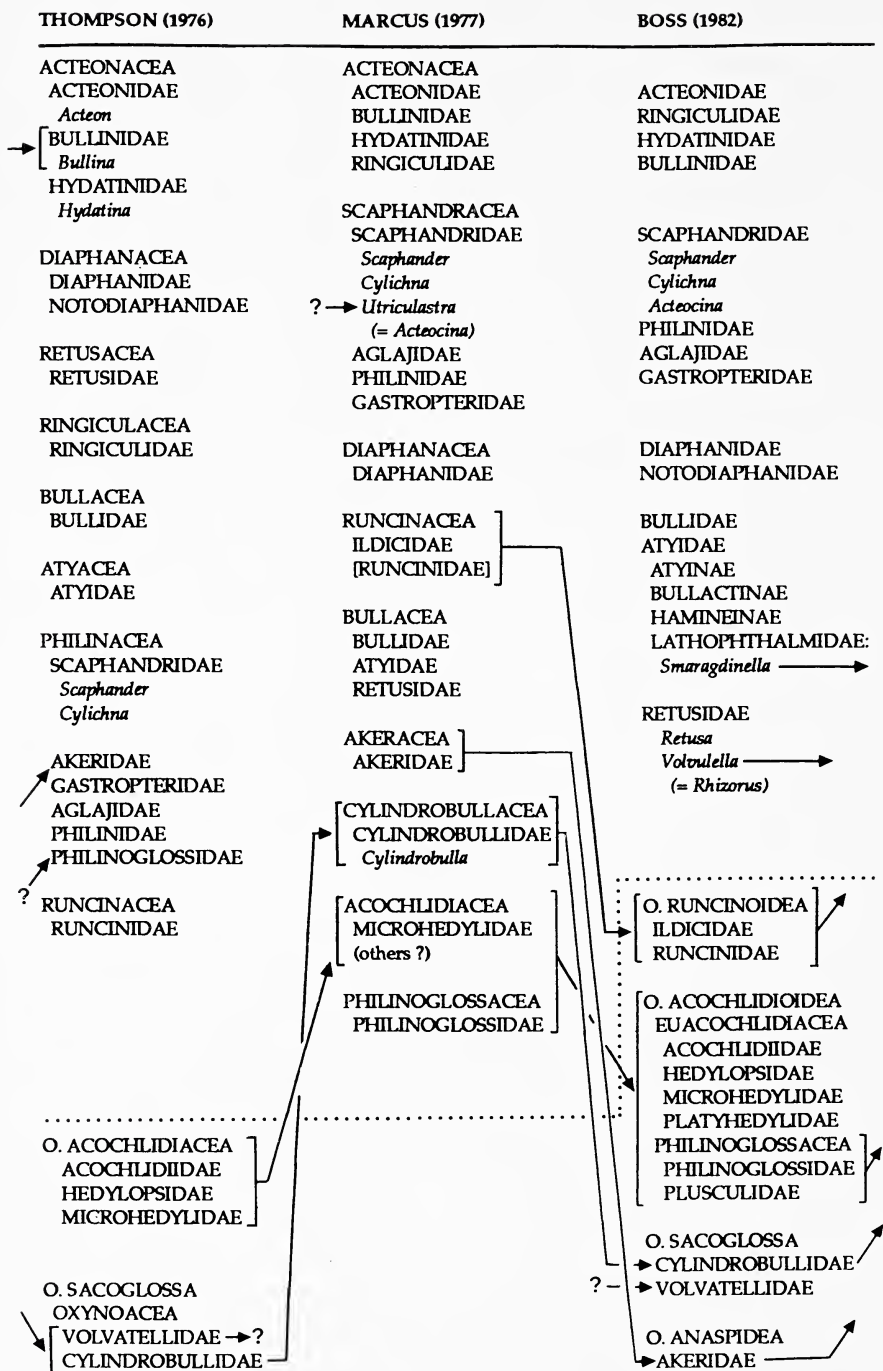 THOMPSON (1976)
ACTEONACEA
ACTEONIDAE
Acteon
BULLINIDAE
Bullina
HYDATINIDAE
Hydatina
DIAPHANACEA
DIAPHANIDAE
NOTODIAPHANIDAE
RETUSACEA
RETUSIDAE
RINGICULACEA
RINGICULIDAE
BULLACEA
BULLIDAE
ATYACEA
ATYIDAE
PHILINACEA
SCAPHANDRIDAE
Scaphander
Cylichna
AKERIDAE
GASTROPTERIDAE
AGLAJIDAE
PHILINIDAE
PHILINOGLOSSIDAE
?
RUNCINACEA
RUNCINIDAE
O. ACOCHLIDIACEA
ACOCHLIDIIDAE
HEDYLOPSIDAE
MICROHEDYLIDAE
O. SACOGLOSSA
OXYNOACEA
VOLVATELLIDAE →?
CYLINDROBULLIDAE
MARCUS (1977)
ACTEONACEA
ACTEONIDAE
BULLINIDAE
HYDATINIDAE
RINGICULIDAE
SCAPHANDRACEA
SCAPHANDRIDAE
Scaphander
Cylichna
? → Utriculastra
(= Acteocina)
AGLAJIDAE
PHILINIDAE
GASTROPTERIDAE
DIAPHANACEA
DIAPHANIDAE
RUNCINACEA
ILDICIDAE
[RUNCINIDAE]
BULLACEA
BULLIDAE
ATYIDAE
RETUSIDAE
AKERACEA
AKERIDAE
CYLINDROBULLACEA
CYLINDROBULLIDAE
Cylindrobulla
ACOCHLIDIACEA
MICROHEDYLIDAE
(others ?)
PHILINOGLOSSACEA
PHILINOGLOSSIDAE
BOSS (1982)
ACTEONIDAE
RINGICULIDAE
HYDATINIDAE
BULLINIDAE
SCAPHANDRIDAE
Scaphander
Cylichna
Acteocina
PHILINIDAE
AGLAJIDAE
GASTROPTERIDAE
DIAPHANIDAE
NOTODIAPHANIDAE
BULLIDAE
ATYIDAE
ATYINAE
BULLACTINAE
HAMINEINAE
LATHOPHTHALMIDAE:
Smaragdinella →
RETUSIDAE
Retusa
Volvulella →
(= Rhizorus)
O. RUNCINOIDEA
ILDICIDAE
RUNCINIDAE
O. ACOCHLIDIOIDEA
EUACOCHLIDIACEA
ACOCHLIDIIDAE
HEDYLOPSIDAE
MICROHEDYLIDAE
PLATYHEDYLIDAE
PHILINOGLOSSACEA
PHILINOGLOSSIDAE
PLUSCULIDAE
O. SACOGLOSSA
CYLINDROBULLIDAE
? → VOLVATELLIDAE
O. ANASPIDEA
AKERIDAE